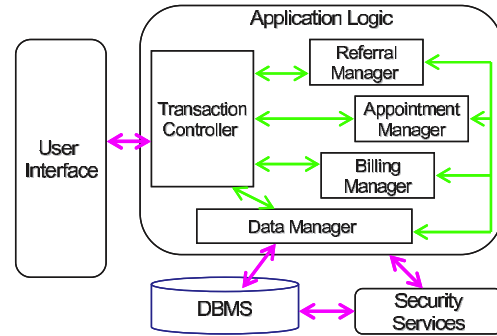 Application Logic
Referral
Manager
Transaction
Controller
Appointment
Manager
User
Interface
Billing
Manager
Data Manager
DBMS
Security
Services